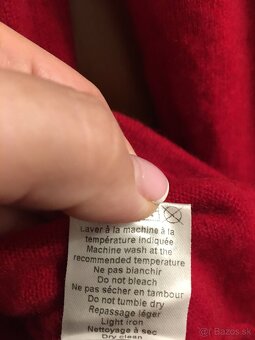 Laver à la machine à la
température indiquée
Machine wash at the
recommended temperature
Ne pas blanchir
Do not bleach
Ne pas sécher en tambour
Do not tumble dry
Repassage léger
Light iron
Nettoyage à sec
Dry clean
bazos.sk